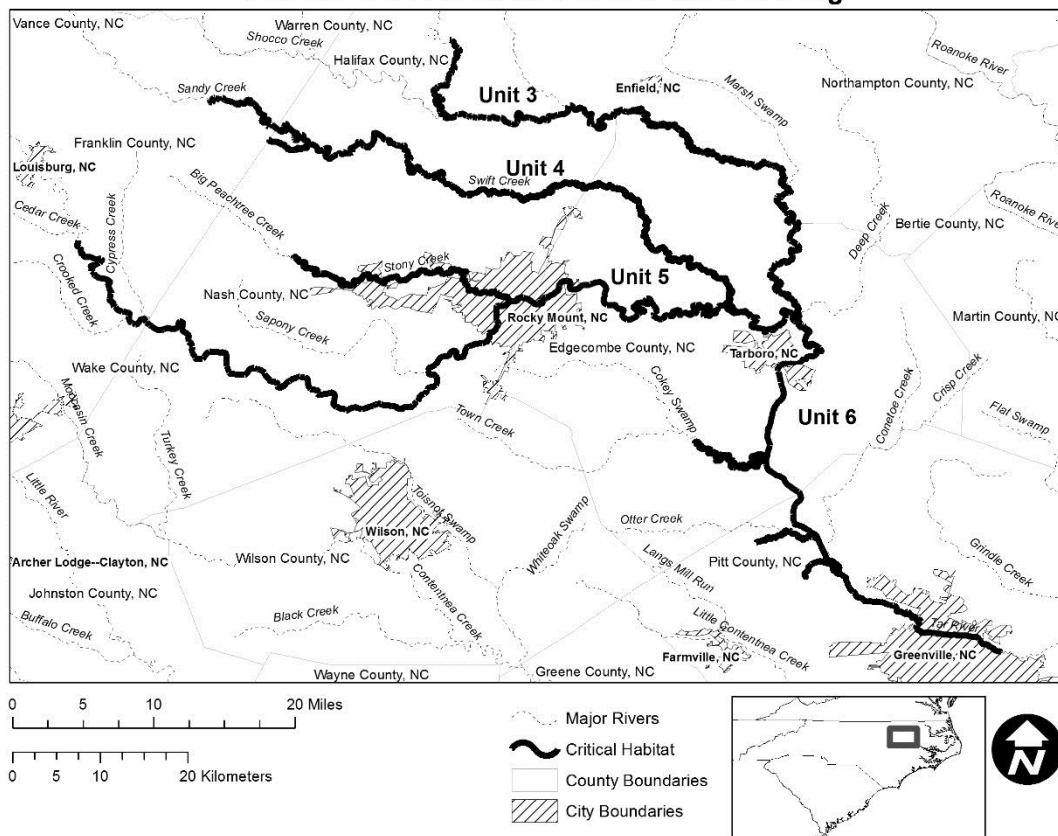 Vance County, NC
Warren County, NC
Shocco Creek
Halifax County, NC
Roanoke River
Sandy Creek
Unit 3
Enfield, NC
Marsh Swamp
Northampton County, NC
Franklin County, NC
Louisburg, NC
Unit 4
Big Peachtree Creek
Swift Creek
Roanoke River
Cedar Creek
Cypress Creek
Deep Creek
Bertie County, NC
Crooked Creek
Stony Creek
Unit 5
Nash County, NC
Sapony Creek
Rocky Mount, NC
Martin County, NC
Edgecombe County, NC
Tarboro, NC
Wake County, NC
Moccasin Creek
Turkey Creek
Cokey Swamp
Town Creek
Unit 6
Conetoe Creek
Crisp Creek
Flat Swamp
Little River
Toisnot Swamp
Wilson, NC
Whiteoak Swamp
Otter Creek
Archer Lodge--Clayton, NC
Wilson County, NC
Langs Mill Run
Pitt County, NC
Grindle Creek
Johnston County, NC
Contentnea Creek
Black Creek
Buffalo Creek
Little Contentnea Creek
Tar River
Farmville, NC
Greenville, NC
Wayne County, NC
Greene County, NC
0 5 10 20 Miles
0 5 10 20 Kilometers
Major Rivers
Critical Habitat
County Boundaries
City Boundaries
N